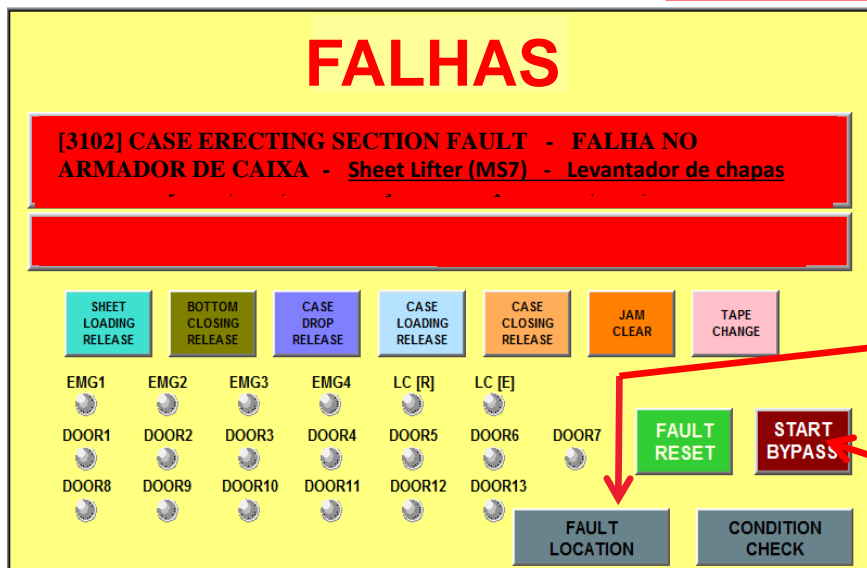 FALHAS
[3102] CASE ERECTING SECTION FAULT - FALHA NO
ARMADOR DE CAIXA - Sheet Lifter (MS7) - Levantador de chapas
SHEET
LOADING
RELEASE
BOTTOM
CLOSING
RELEASE
CASE
DROP
RELEASE
CASE
LOADING
RELEASE
CASE
CLOSING
RELEASE
JAM
CLEAR
TAPE
CHANGE
EMG1 EMG2 EMG3 EMG4 LC [R] LC [E]
DOOR1 DOOR2 DOOR3 DOOR4 DOOR5 DOOR6 DOOR7
FAULT
RESET
START
BYPASS
DOOR8 DOOR9 DOOR10 DOOR11 DOOR12 DOOR13
FAULT
LOCATION
CONDITION
CHECK